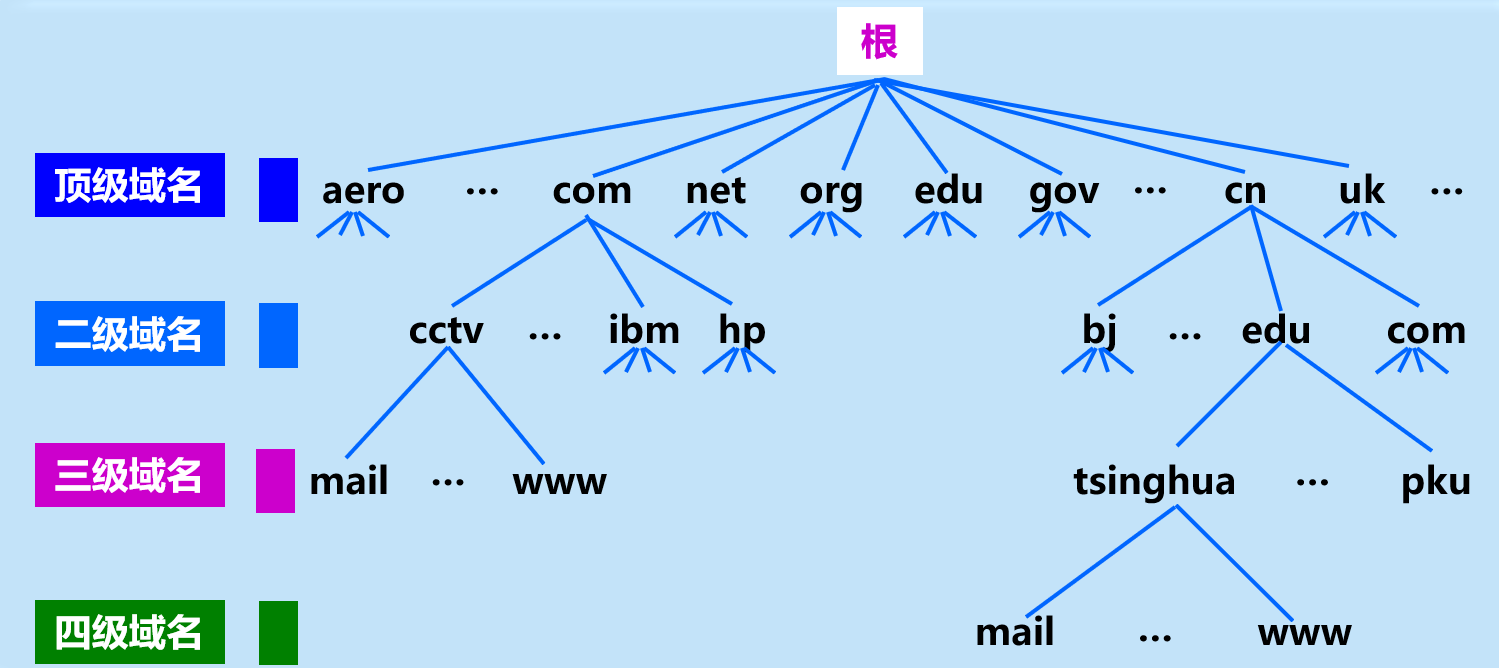 根
顶级域名 aero … com net org edu gov … cn uk …
二级域名 cctv … ibm hp bj … edu com
三级域名 mail … www tsinghua … pku
四级域名 mail … www